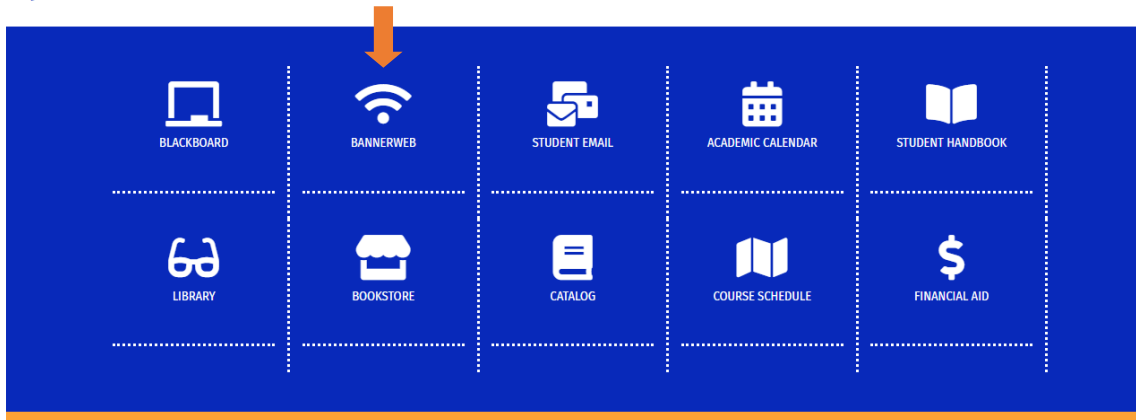 BLACKBOARD
BANNERWEB
STUDENT EMAIL
ACADEMIC CALENDAR
STUDENT HANDBOOK
LIBRARY
BOOKSTORE
CATALOG
COURSE SCHEDULE
FINANCIAL AID